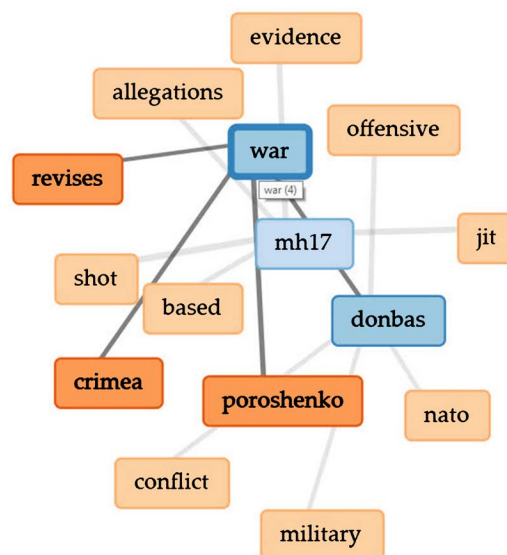 evidence
allegations
offensive
war
revises
war (4)
mh17
jit
shot
based
donbas
crimea
poroshenko
nato
conflict
military